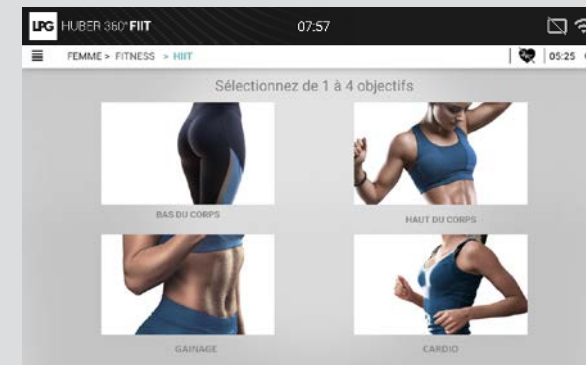 LPG HUBER 360° FIIT 07:57
FEMME > FITNESS > HIIT 05:25
Sélectionnez de 1 à 4 objectifs
BAS DU CORPS HAUT DU CORPS
GAINAGE CARDIO